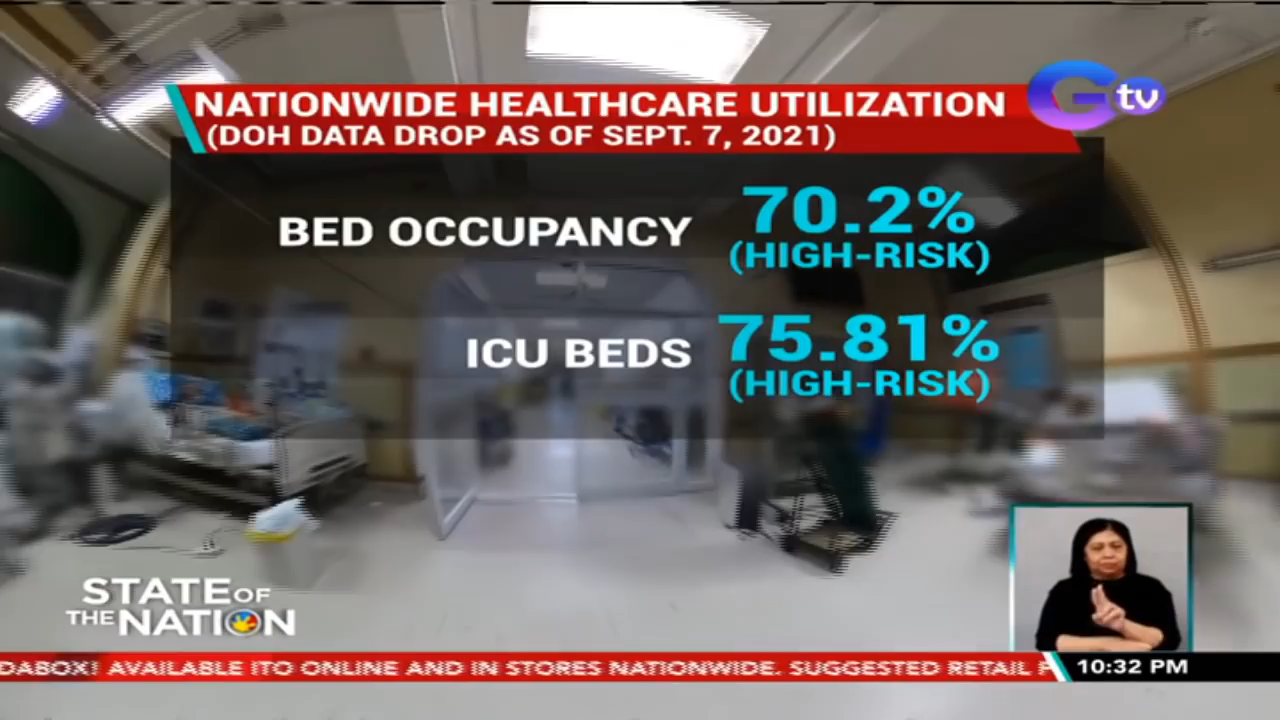 NATIONWIDE HEALTHCARE UTILIZATION
(DOH DATA DROP AS OF SEPT. 7, 2021)
Gtv
BED OCCUPANCY 70.2%
(HIGH-RISK)
ICU BEDS 75.81%
(HIGH-RISK)
STATE OF
THE NATION
DABOX! AVAILABLE ITO ONLINE AND IN STORES NATIONWIDE. SUGGESTED RETAIL
10:32 PM